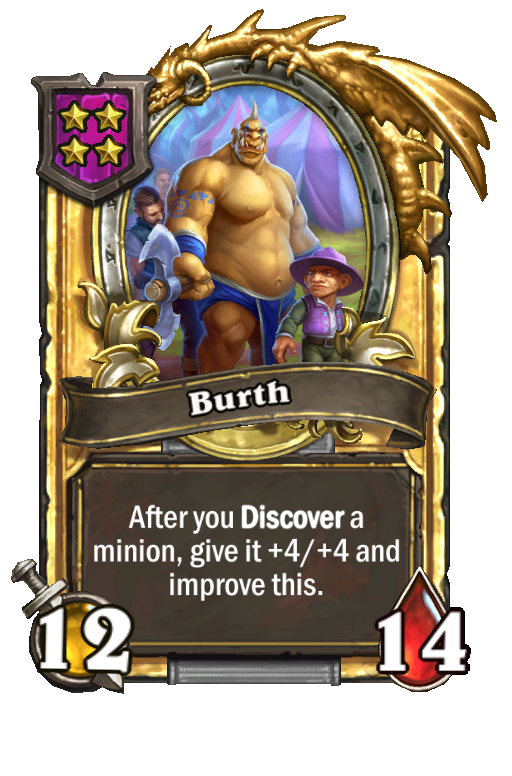 Burth
After you Discover a
minion, give it +4/+4 and
improve this.
12
14